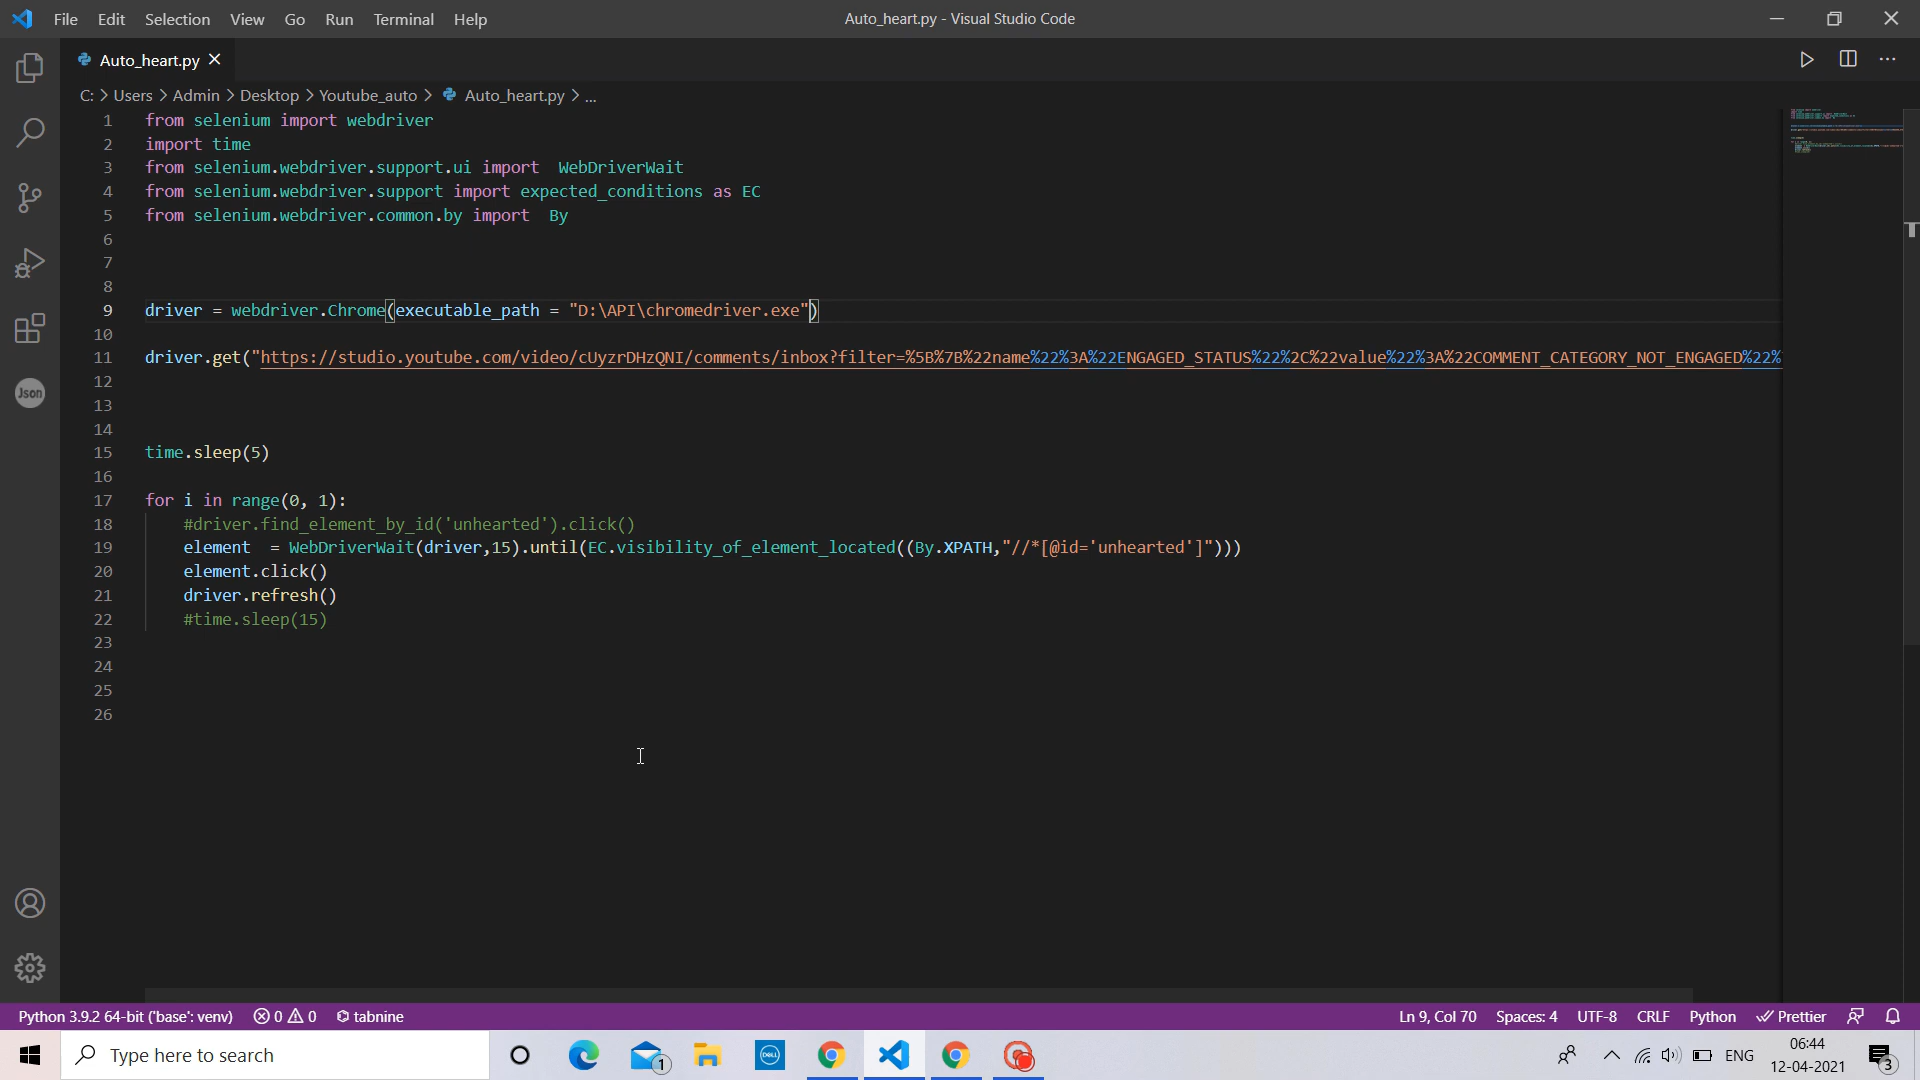 File Edit Selection View Go Run Terminal Help
Auto_heart.py - Visual Studio Code
Auto_heart.py
C: > Users > Admin > Desktop > Youtube_auto > Auto_heart.py > ...
1 from selenium import webdriver
2 import time
3 from selenium.webdriver.support.ui import  WebDriverWait
4 from selenium.webdriver.support import expected_conditions as EC
5 from selenium.webdriver.common.by import  By
6
7
8
9 driver = webdriver.Chrome(executable_path = "D:\API\chromedriver.exe")
10
11 driver.get("https://studio.youtube.com/video/cUyzrDHzQNI/comments/inbox?filter=%5B%7B%22name%22%3A%22ENGAGED_STATUS%22%2C%22value%22%3A%22COMMENT_CATEGORY_NOT_ENGAGED%22%
12
13
14
15 time.sleep(5)
16
17 for i in range(0, 1):
18     #driver.find_element_by_id('unhearted').click()
19     element  = WebDriverWait(driver,15).until(EC.visibility_of_element_located((By.XPATH,"//*[@id='unhearted']")))
20     element.click()
21     driver.refresh()
22     #time.sleep(15)
23
24
25
26
Json
Python 3.9.2 64-bit ('base': venv) 0 0 tabnine Ln 9, Col 70 Spaces: 4 UTF-8 CRLF Python Prettier
Type here to search
1
DELL
ENG
06:44
12-04-2021
3